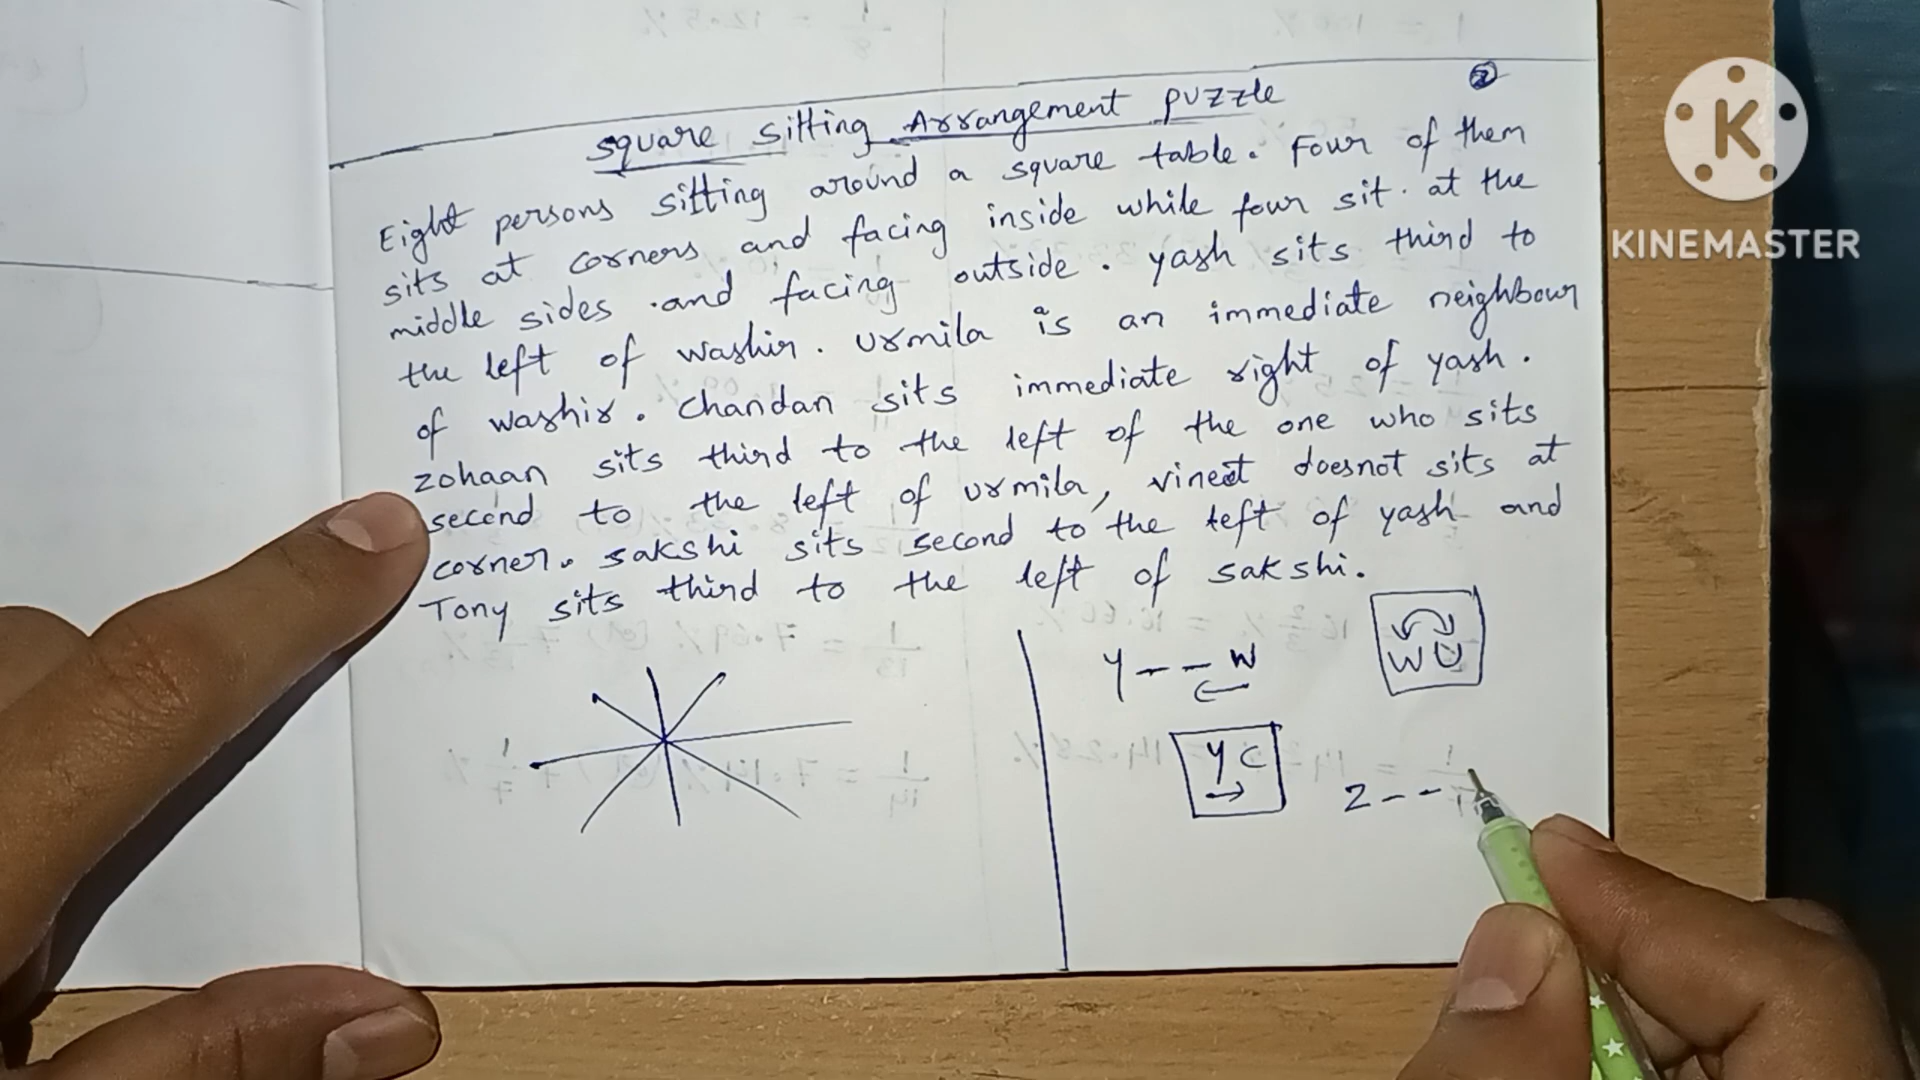 ②
square sitting Arrangement puzzle
Eight persons sitting around a square table. Four of them
sits at corners and facing inside while four sit at the
middle sides and facing outside. Yash sits third to
the left of washir. Urmila is an immediate neighbour
of washir. Chandan sits immediate right of yash.
Zohaan sits third to the left of the one who sits
second to the left of urmila, vineet doesnot sits at
corner. sakshi sits second to the left of yash and
Tony sits third to the left of sakshi.
Y - - W
W U
Y C
Z - -
K
KINEMASTER